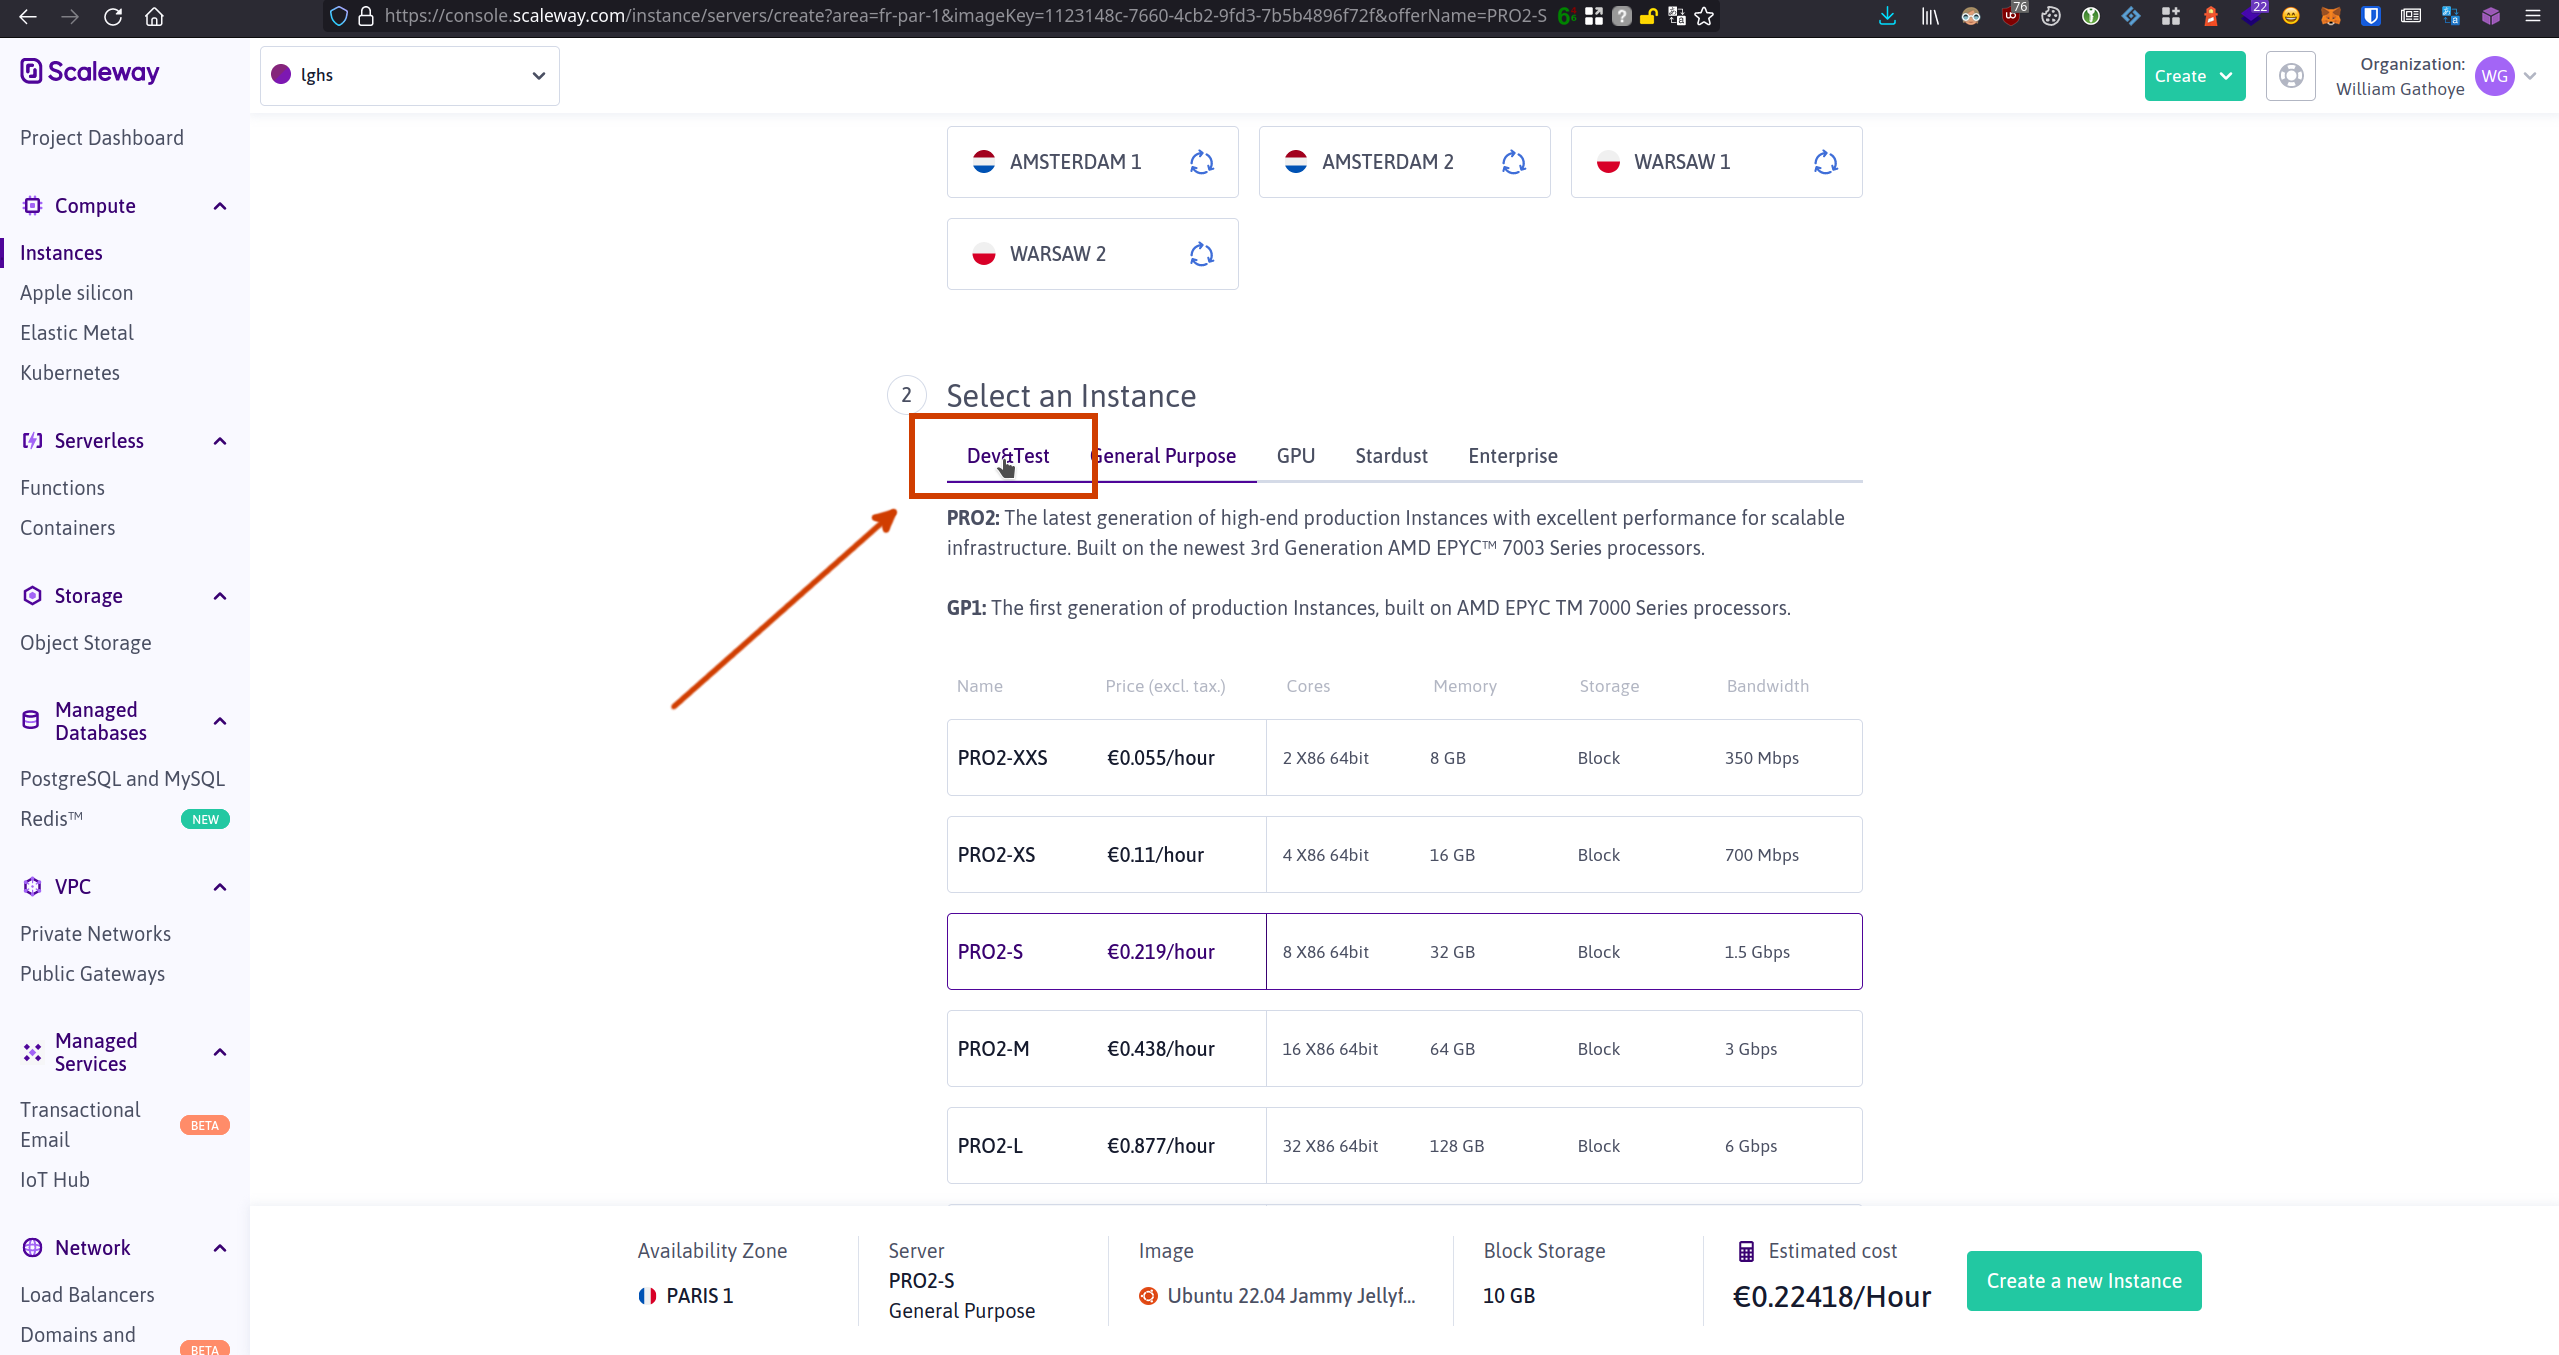 https://console.scaleway.com/instance/servers/create?area=fr-par-1&imageKey=1123148c-7660-4cb2-9fd3-7b5b4896f72f&offerName=PRO2-S
76
22
Scaleway
lghs
Create
Organization:
William Gathoye
WG
Project Dashboard
Compute
Instances
Apple silicon
Elastic Metal
Kubernetes
Serverless
Functions
Containers
Storage
Object Storage
Managed
Databases
PostgreSQL and MySQL
Redis™
NEW
VPC
Private Networks
Public Gateways
Managed
Services
Transactional
Email
BETA
IoT Hub
Network
Load Balancers
Domains and
BETA
AMSTERDAM 1
AMSTERDAM 2
WARSAW 1
WARSAW 2
2 Select an Instance
Dev&Test General Purpose GPU Stardust Enterprise
PRO2: The latest generation of high-end production Instances with excellent performance for scalable
infrastructure. Built on the newest 3rd Generation AMD EPYC™ 7003 Series processors.
GP1: The first generation of production Instances, built on AMD EPYC TM 7000 Series processors.
Name Price (excl. tax.) Cores Memory Storage Bandwidth
PRO2-XXS €0.055/hour 2 X86 64bit 8 GB Block 350 Mbps
PRO2-XS €0.11/hour 4 X86 64bit 16 GB Block 700 Mbps
PRO2-S €0.219/hour 8 X86 64bit 32 GB Block 1.5 Gbps
PRO2-M €0.438/hour 16 X86 64bit 64 GB Block 3 Gbps
PRO2-L €0.877/hour 32 X86 64bit 128 GB Block 6 Gbps
Availability Zone
PARIS 1
Server
PRO2-S
General Purpose
Image
Ubuntu 22.04 Jammy Jellyf...
Block Storage
10 GB
Estimated cost
€0.22418/Hour
Create a new Instance